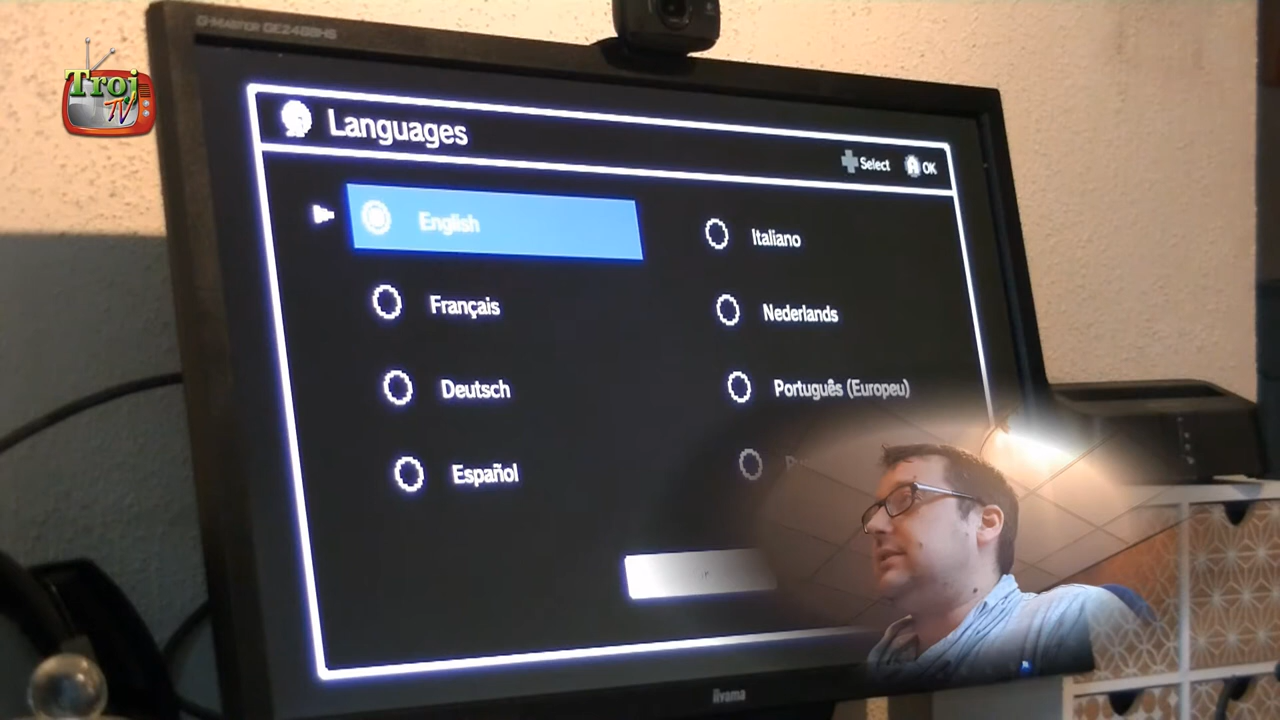 G-MASTER GE2488HS
Troj
TV
Languages
Select
OK
English
Italiano
Français
Nederlands
Deutsch
Português (Europeu)
Español
iiyama